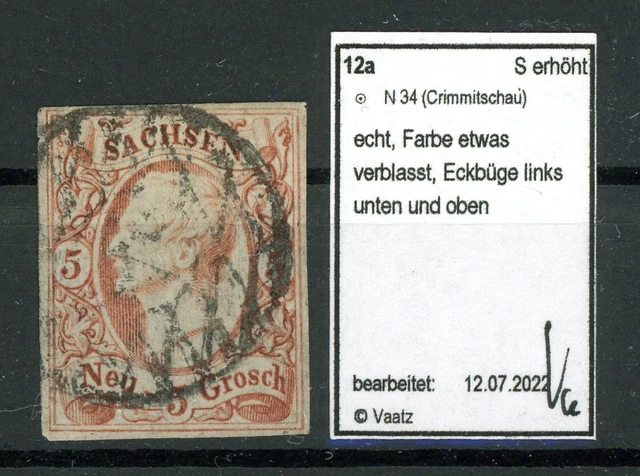 SACHSEN
5
Neu 5 Grosch
12a S erhöht
N 34 (Crimmitschau)
echt, Farbe etwas
verblasst, Eckbüge links
unten und oben
bearbeitet: 12.07.2022
© Vaatz